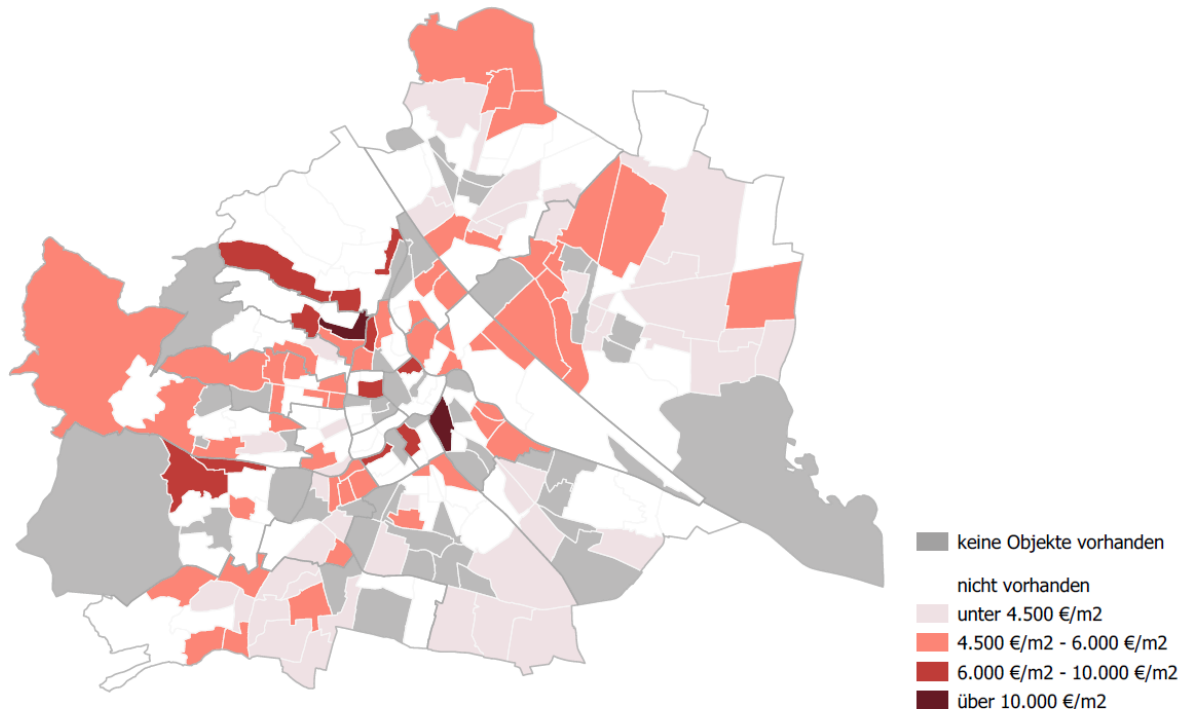 keine Objekte vorhanden
nicht vorhanden
unter 4.500 €/m2
4.500 €/m2 - 6.000 €/m2
6.000 €/m2 - 10.000 €/m2
über 10.000 €/m2